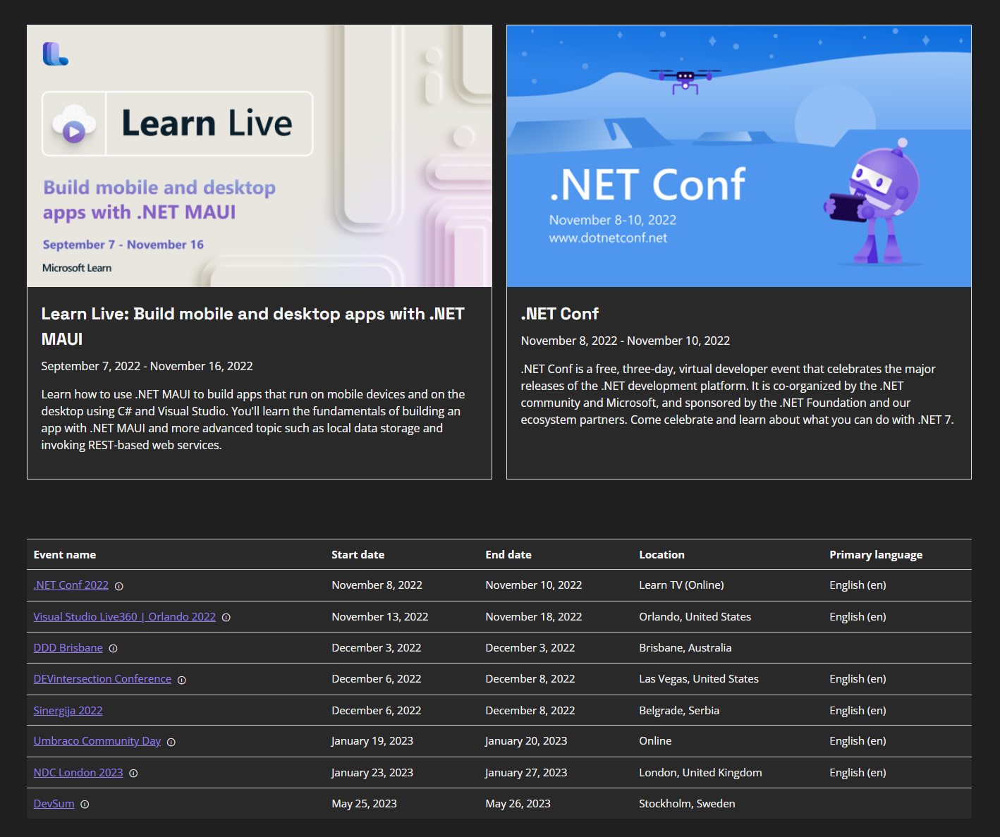 Learn Live
Build mobile and desktop
apps with .NET MAUI
September 7 - November 16
Microsoft Learn
Learn Live: Build mobile and desktop apps with .NET
MAUI
September 7, 2022 - November 16, 2022
Learn how to use .NET MAUI to build apps that run on mobile devices and on the
desktop using C# and Visual Studio. You'll learn the fundamentals of building an
app with .NET MAUI and more advanced topic such as local data storage and
invoking REST-based web services.
.NET Conf
November 8-10, 2022
www.dotnetconf.net
.NET Conf
November 8, 2022 - November 10, 2022
.NET Conf is a free, three-day, virtual developer event that celebrates the major
releases of the .NET development platform. It is co-organized by the .NET
community and Microsoft, and sponsored by the .NET Foundation and our
ecosystem partners. Come celebrate and learn about what you can do with .NET 7.
Event name Start date End date Location Primary language
.NET Conf 2022 November 8, 2022 November 10, 2022 Learn TV (Online) English (en)
Visual Studio Live360 | Orlando 2022 November 13, 2022 November 18, 2022 Orlando, United States English (en)
DDD Brisbane December 3, 2022 December 3, 2022 Brisbane, Australia
DEVintersection Conference December 6, 2022 December 8, 2022 Las Vegas, United States English (en)
Sinergija 2022 December 6, 2022 December 8, 2022 Belgrade, Serbia English (en)
Umbraco Community Day January 19, 2023 January 20, 2023 Online English (en)
NDC London 2023 January 23, 2023 January 27, 2023 London, United Kingdom English (en)
DevSum May 25, 2023 May 26, 2023 Stockholm, Sweden